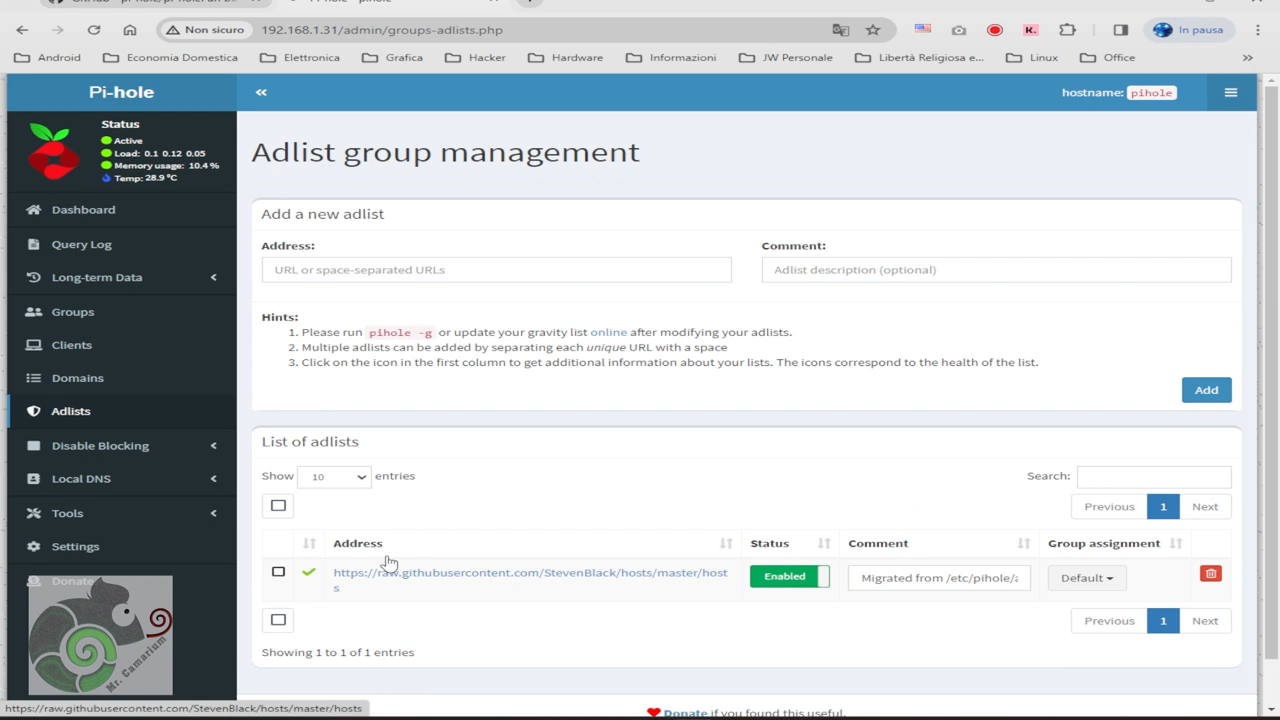 Non sicuro
192.168.1.31/admin/groups-adlists.php
K.
In pausa
Android
Economia Domestica
Elettronica
Grafica
Hacker
Hardware
Informazioni
JW Personale
Libertà Religiosa e...
Linux
Office
Pi-hole
hostname: pihole
Status
Active
Load: 0.1 0.12 0.05
Memory usage: 10.4 %
Temp: 28.9 °C
Dashboard
Query Log
Long-term Data
Groups
Clients
Domains
Adlists
Disable Blocking
Local DNS
Tools
Settings
Donate
Mr. Camarium
Adlist group management
Add a new adlist
Address:
Comment:
URL or space-separated URLs
Adlist description (optional)
Hints:
1. Please run pihole -g or update your gravity list online after modifying your adlists.
2. Multiple adlists can be added by separating each unique URL with a space
3. Click on the icon in the first column to get additional information about your lists. The icons correspond to the health of the list.
Add
List of adlists
Show 10 entries
Search:
Previous 1 Next
Address Status Comment Group assignment
https://raw.githubusercontent.com/StevenBlack/hosts/master/host
s
Enabled
Migrated from /etc/pihole/a
Default
Previous 1 Next
Showing 1 to 1 of 1 entries
Donate if you found this useful.
https://raw.githubusercontent.com/StevenBlack/hosts/master/hosts